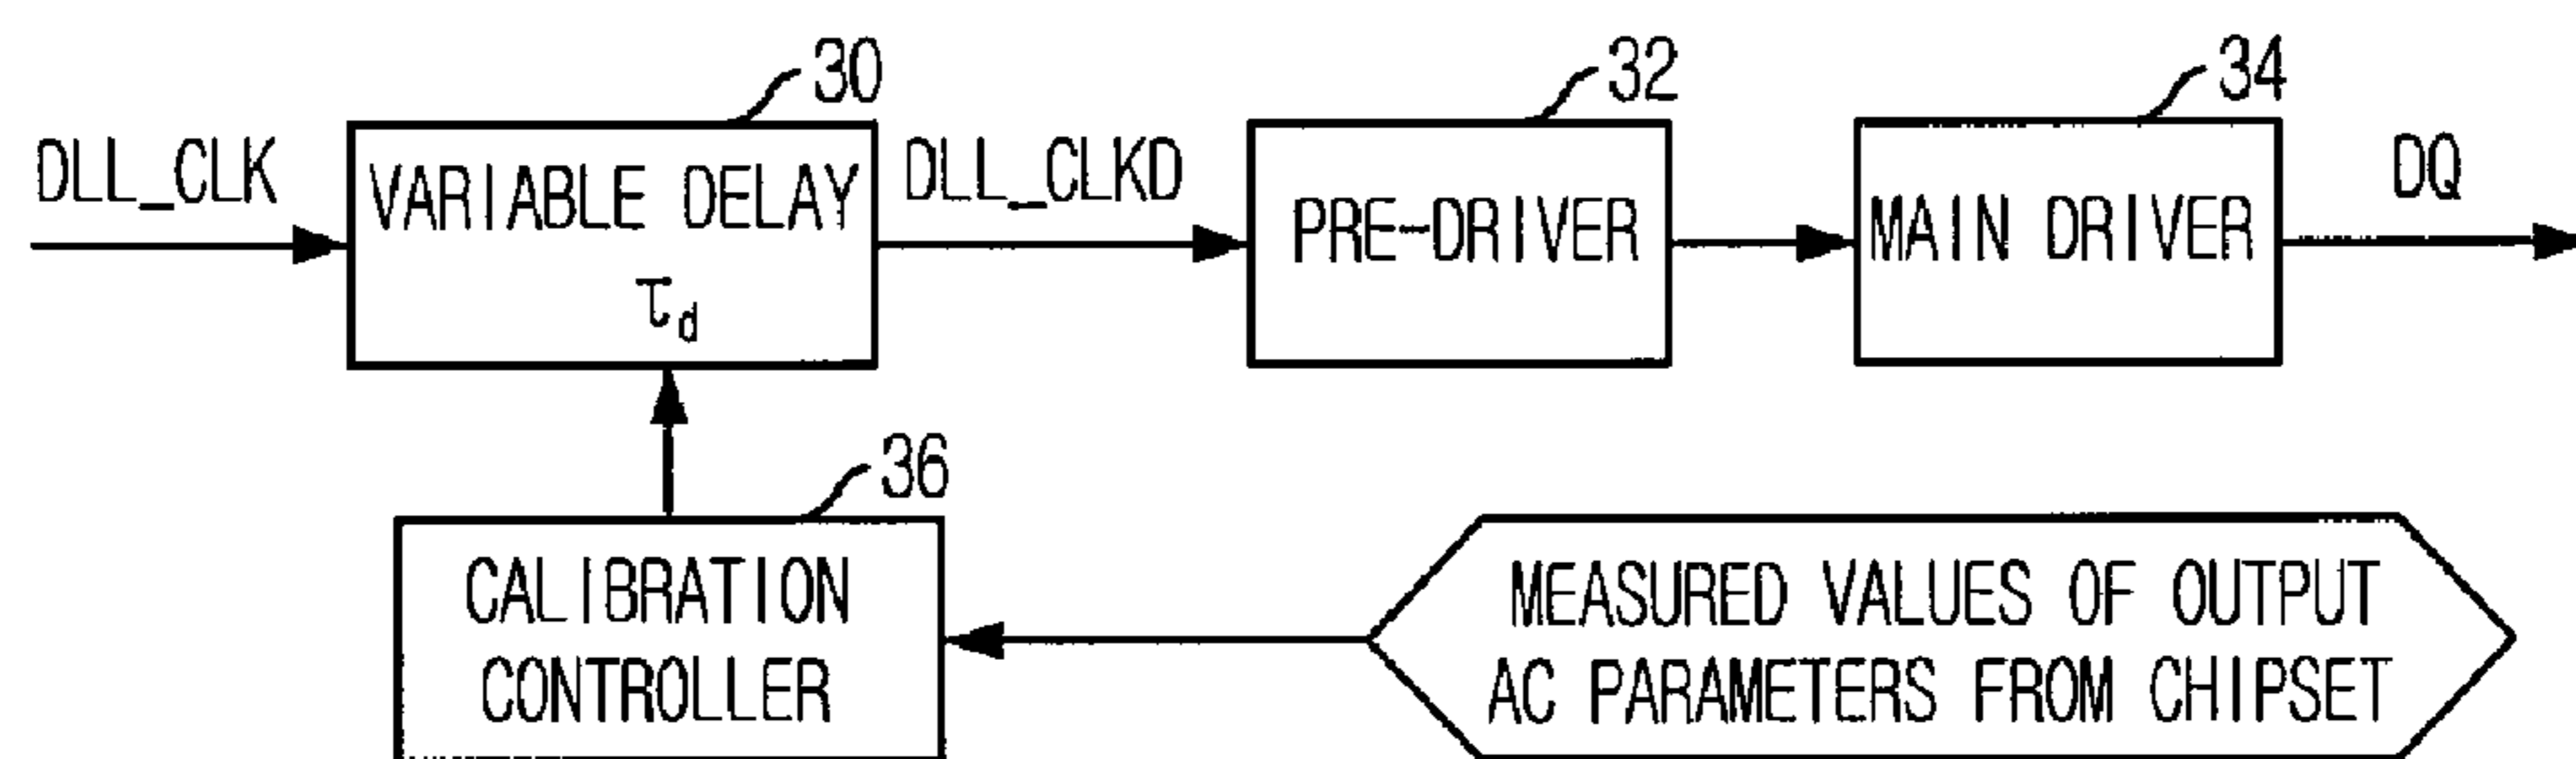 30
32
34
DLL_CLK
VARIABLE DELAY
τd
DLL_CLKD
PRE-DRIVER
MAIN DRIVER
DQ
36
CALIBRATION
CONTROLLER
MEASURED VALUES OF OUTPUT
AC PARAMETERS FROM CHIPSET